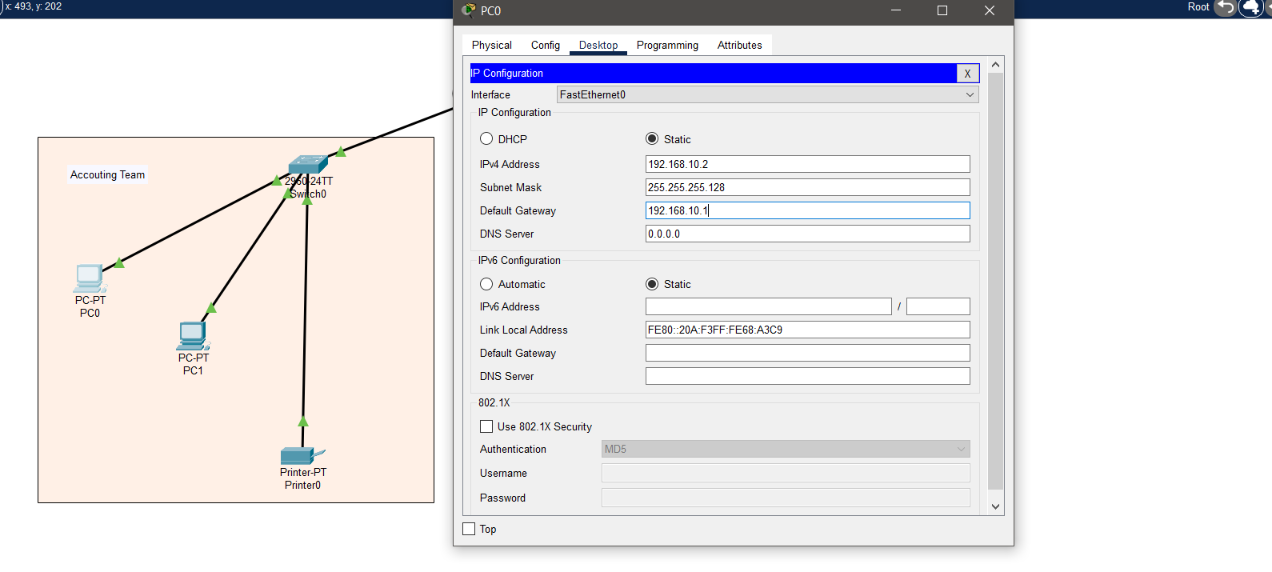 x: 493, y: 202
Root
Accouting Team
2960-24TT
Switch0
PC-PT
PC0
PC-PT
PC1
Printer-PT
Printer0
PC0
Physical Config Desktop Programming Attributes
IP Configuration X
Interface FastEthernet0
IP Configuration
DHCP Static
IPv4 Address 192.168.10.2
Subnet Mask 255.255.255.128
Default Gateway 192.168.10.1
DNS Server 0.0.0.0
IPv6 Configuration
Automatic Static
IPv6 Address /
Link Local Address FE80::20A:F3FF:FE68:A3C9
Default Gateway
DNS Server
802.1X
Use 802.1X Security
Authentication MD5
Username
Password
Top